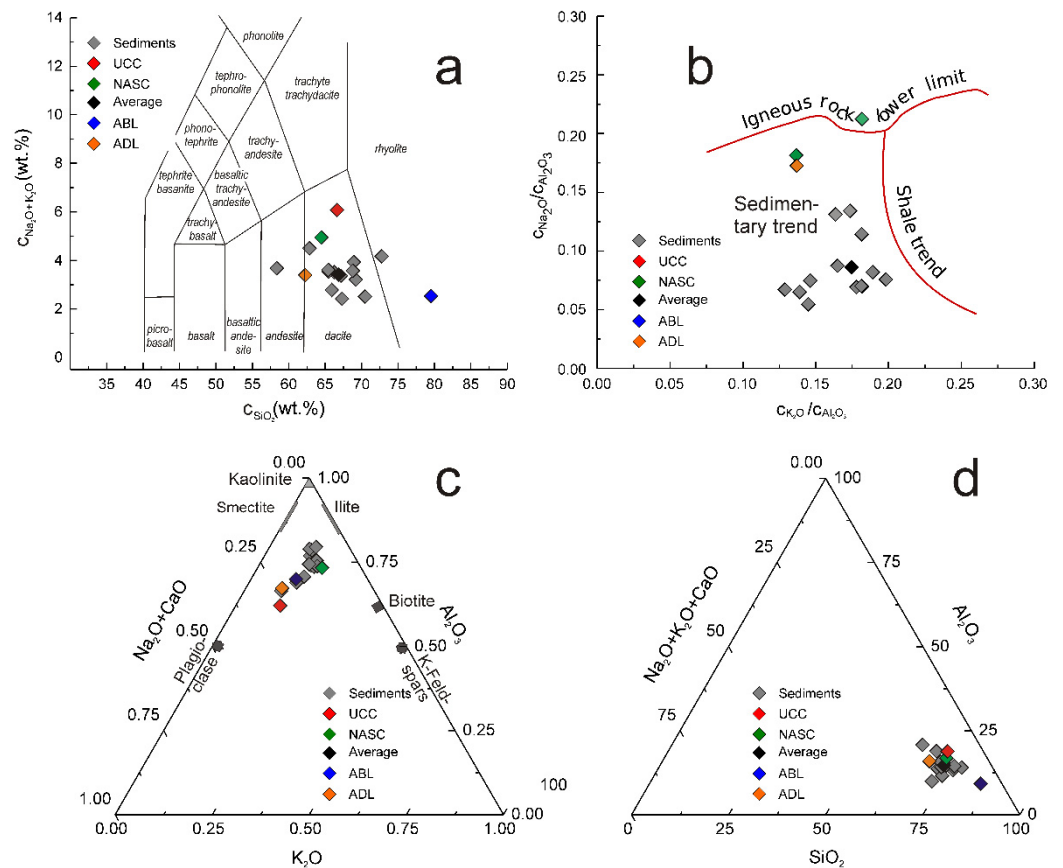 a
14
12
10
8
6
4
2
0
c Na₂O+K₂O (wt.%)
Sediments
UCC
NASC
Average
ABL
ADL
phonolite
tephro-
phonolite
trachyte
trachydacite
phono-
tephrite
trachy-
andesite
rhyolite
tephrite
basanite
basaltic
trachy-
andesite
trachy-
basalt
picro-
basalt
basalt
basaltic
ande-
site
andesite
dacite
35 40 45 50 55 60 65 70 75 80 85 90
c SiO₂ (wt.%)
b
0.30
0.25
0.20
0.15
0.10
0.05
0.00
c Na₂O/c Al₂O₃
Igneous rock lower limit
Sedimen-
tary trend
Shale trend
Sediments
UCC
NASC
Average
ABL
ADL
0.00 0.05 0.10 0.15 0.20 0.25 0.30
c K₂O/c Al₂O₃
c
0.00
Kaolinite 1.00
Smectite Ilite
0.25 0.75
Na₂O+CaO
Al₂O₃
Biotite
0.50 0.50
Plagio-
clase
K-Feld-
spars
0.75 0.25
Sediments
UCC
NASC
Average
ABL
ADL
1.00 100
0.00 0.25 0.50 0.75 1.00 0.00
K₂O
d
0.00 100
25 75
Na₂O+K₂O+CaO
Al₂O₃
50 50
75 25
Sediments
UCC
NASC
Average
ABL
ADL
100 0.00
0 25 50 75 100
SiO₂